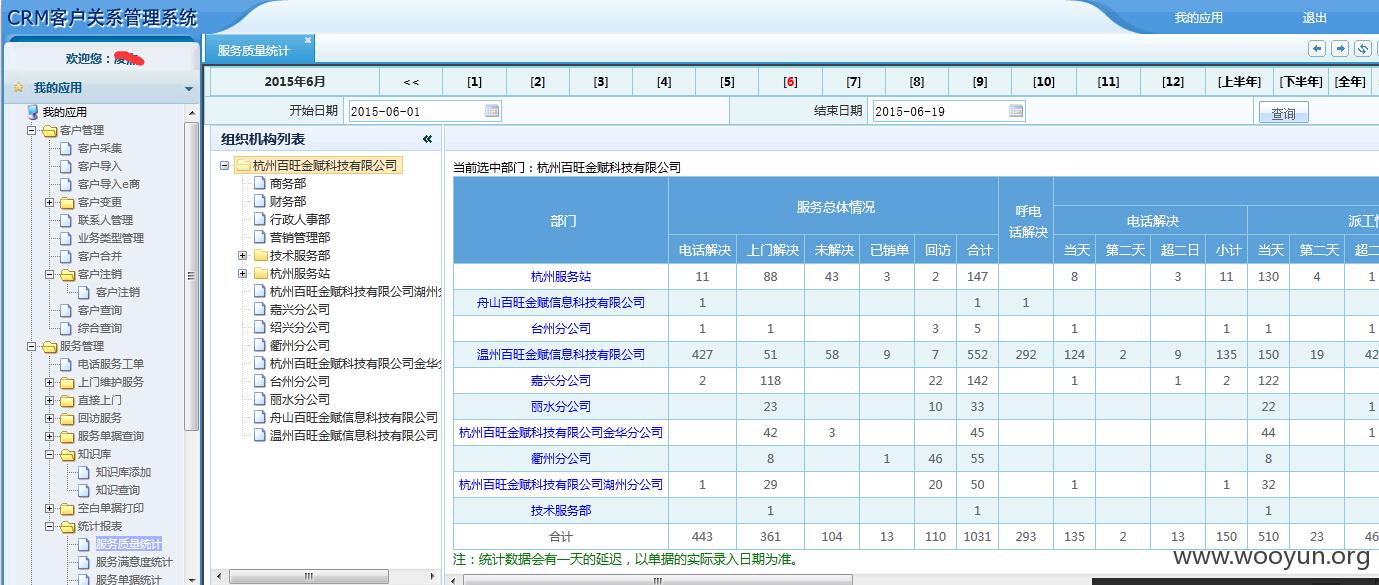 CRM客户关系管理系统
我的应用 退出
欢迎您：
我的应用
我的应用
客户管理
客户采集
客户导入
客户导入e商
客户变更
联系人管理
业务类型管理
客户合并
客户注销
客户注销
客户查询
综合查询
服务管理
电话服务工单
上门维护服务
直接上门
回访服务
服务单据查询
知识库
知识库添加
知识查询
空白单据打印
统计报表
服务质量统计
服务满意度统计
服务单据统计
服务质量统计
2015年6月 << [1] [2] [3] [4] [5] [6] [7] [8] [9] [10] [11] [12] [上半年] [下半年] [全年]
开始日期 2015-06-01 结束日期 2015-06-19 查询
组织机构列表 «
杭州百旺金赋科技有限公司
商务部
财务部
行政人事部
营销管理部
技术服务部
杭州服务站
杭州百旺金赋科技有限公司湖州分
嘉兴分公司
绍兴分公司
衢州分公司
杭州百旺金赋科技有限公司金华分
台州分公司
丽水分公司
舟山百旺金赋信息科技有限公司
温州百旺金赋信息科技有限公司
当前选中部门：杭州百旺金赋科技有限公司
部门 服务总体情况 呼电话解决 电话解决 派工
电话解决 上门解决 未解决 已销单 回访 合计 当天 第二天 超二日 小计 当天 第二天 超二
杭州服务站 11 88 43 3 2 147 8 3 11 130 4 1
舟山百旺金赋信息科技有限公司 1 1 1
台州分公司 1 1 3 5 1 1 1 1
温州百旺金赋信息科技有限公司 427 51 58 9 7 552 292 124 2 9 135 150 19 42
嘉兴分公司 2 118 22 142 1 1 2 122
丽水分公司 23 10 33 22 1
杭州百旺金赋科技有限公司金华分公司 42 3 45 44 1
衢州分公司 8 1 46 55 8
杭州百旺金赋科技有限公司湖州分公司 1 29 20 50 1 1 32
技术服务部 1 1 1
合计 443 361 104 13 110 1031 293 135 2 13 150 510 23 46
注：统计数据会有一天的延迟，以单据的实际录入日期为准。
www.wooyun.org